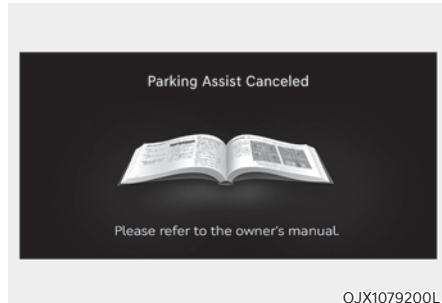 Parking Assist Canceled
Please refer to the owner's manual.
OJX1079200L